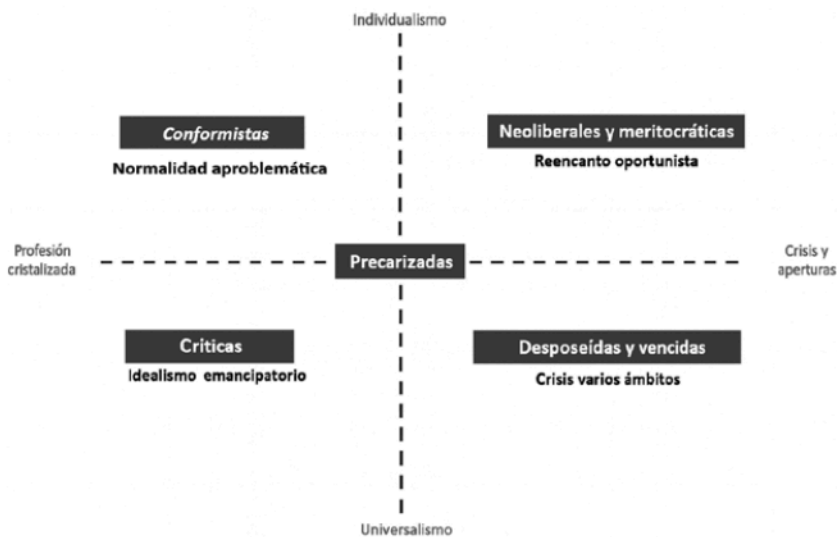 Individualismo
Conformistas
Normalidad aproblemática
Neoliberales y meritocráticas
Reencanto oportunista
Profesión
cristalizada
Precarizadas
Crisis y
aperturas
Criticas
Idealismo emancipatorio
Desposeídas y vencidas
Crisis varios ámbitos
Universalismo